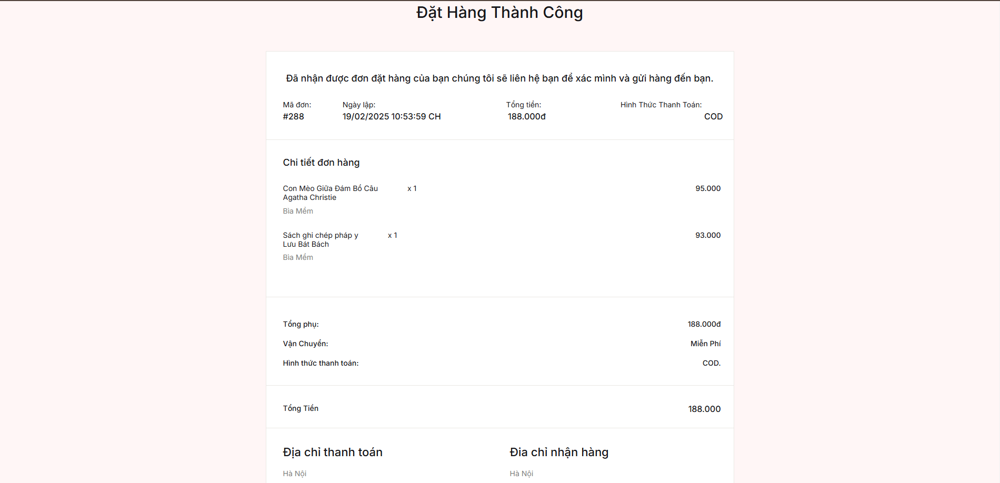 Đặt Hàng Thành Công
Đã nhận được đơn đặt hàng của bạn chúng tôi sẽ liên hệ bạn để xác mình và gửi hàng đến bạn.
Mã đơn: Ngày lập: Tổng tiền: Hình Thức Thanh Toán:
#288 19/02/2025 10:53:59 CH 188.000đ COD
Chi tiết đơn hàng
Con Mèo Giữa Đám Bồ Câu x 1 95.000
Agatha Christie
Bìa Mềm
Sách ghi chép pháp y x 1 93.000
Lưu Bát Bách
Bìa Mềm
Tổng phụ: 188.000đ
Vận Chuyển: Miễn Phí
Hình thức thanh toán: COD.
Tổng Tiền 188.000
Địa chỉ thanh toán Đia chỉ nhận hàng
Hà Nội Hà Nội